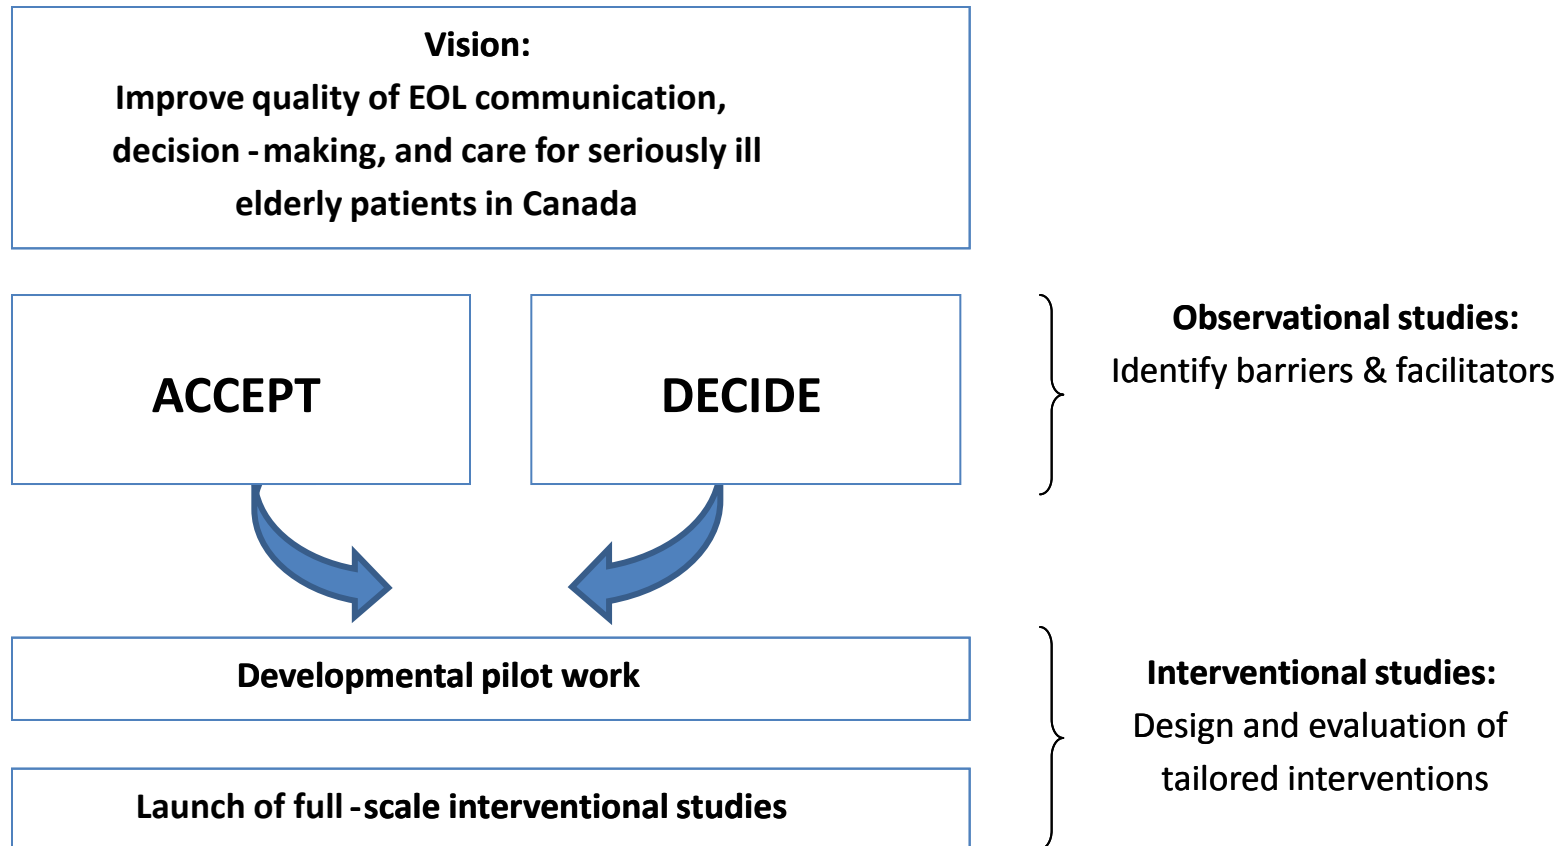 Vision:
Improve quality of EOL communication,
decision -making, and care for seriously ill
elderly patients in Canada
ACCEPT
DECIDE
Observational studies:
Identify barriers & facilitators
Developmental pilot work
Launch of full -scale interventional studies
Interventional studies:
Design and evaluation of
tailored interventions